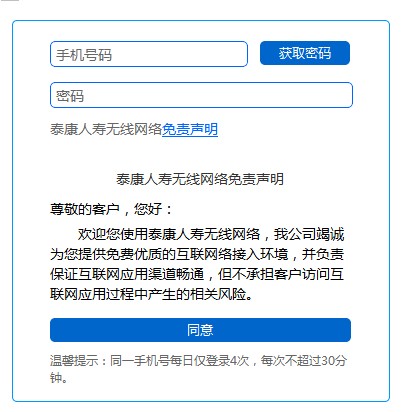 手机号码 获取密码
密码
泰康人寿无线网络免责声明
泰康人寿无线网络免责声明
尊敬的客户，您好：
欢迎您使用泰康人寿无线网络，我公司竭诚
为您提供免费优质的互联网络接入环境，并负责
保证互联网应用渠道畅通，但不承担客户访问互
联网应用过程中产生的相关风险。
同意
温馨提示：同一手机号每日仅登录4次，每次不超过30分
钟。